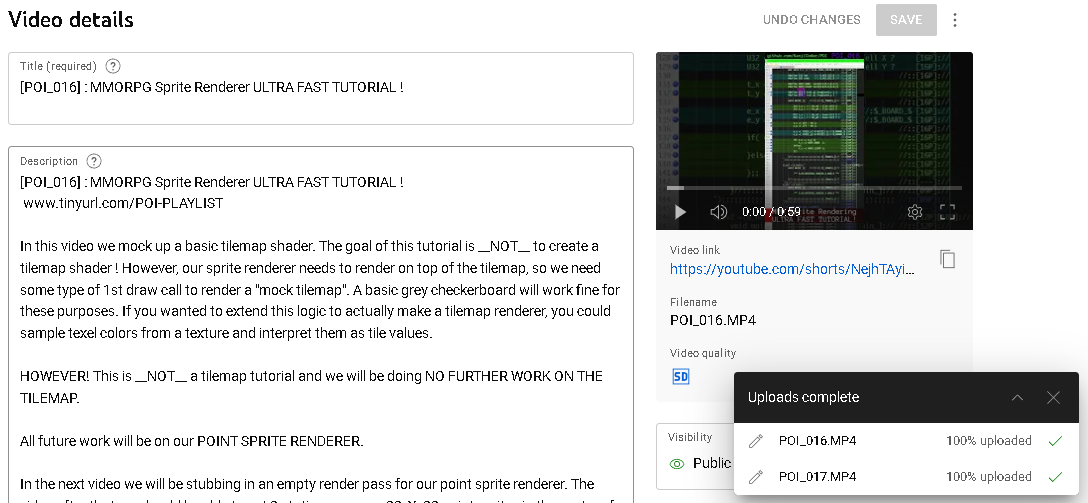 Video details
UNDO CHANGES
SAVE
Title (required)
[POI_016] : MMORPG Sprite Renderer ULTRA FAST TUTORIAL !
Description
[POI_016] : MMORPG Sprite Renderer ULTRA FAST TUTORIAL !
www.tinyurl.com/POI-PLAYLIST
In this video we mock up a basic tilemap shader. The goal of this tutorial is __NOT__ to create a
tilemap shader ! However, our sprite renderer needs to render on top of the tilemap, so we need
some type of 1st draw call to render a "mock tilemap". A basic grey checkerboard will work fine for
these purposes. If you wanted to extend this logic to actually make a tilemap renderer, you could
sample texel colors from a texture and interpret them as tile values.
HOWEVER! This is __NOT__ a tilemap tutorial and we will be doing NO FURTHER WORK ON THE
TILEMAP.
All future work will be on our POINT SPRITE RENDERER.
In the next video we will be stubbing in an empty render pass for our point sprite renderer. The
0:00 / 0:59
Sprite Rendering
ULTRA FAST TUTORIAL!
Video link
https://youtube.com/shorts/NejhTAyi...
Filename
POI_016.MP4
Video quality
SD
Visibility
Public
Uploads complete
POI_016.MP4 100% uploaded
POI_017.MP4 100% uploaded